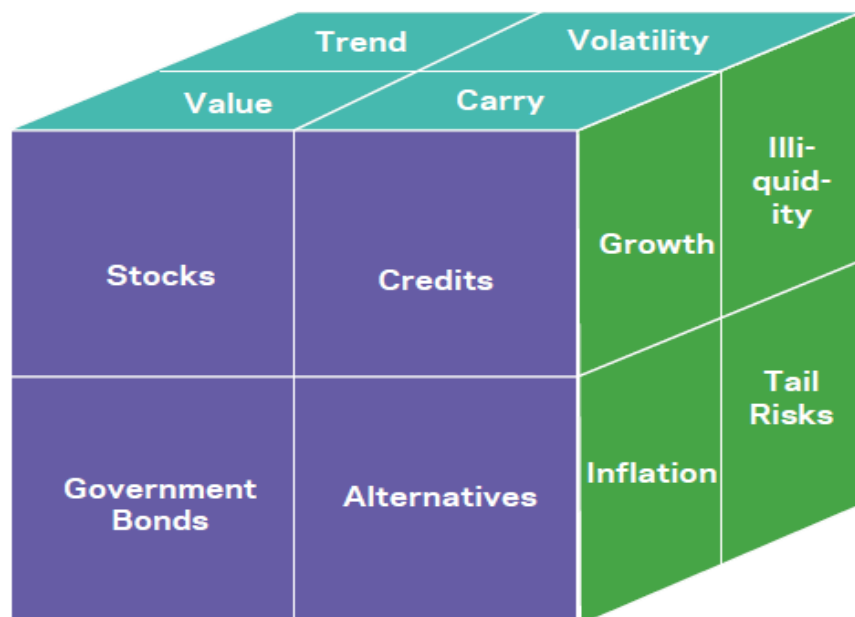 Trend
Volatility
Value
Carry
Stocks
Credits
Government
Bonds
Alternatives
Growth
Illi-
quid-
ity
Inflation
Tail
Risks